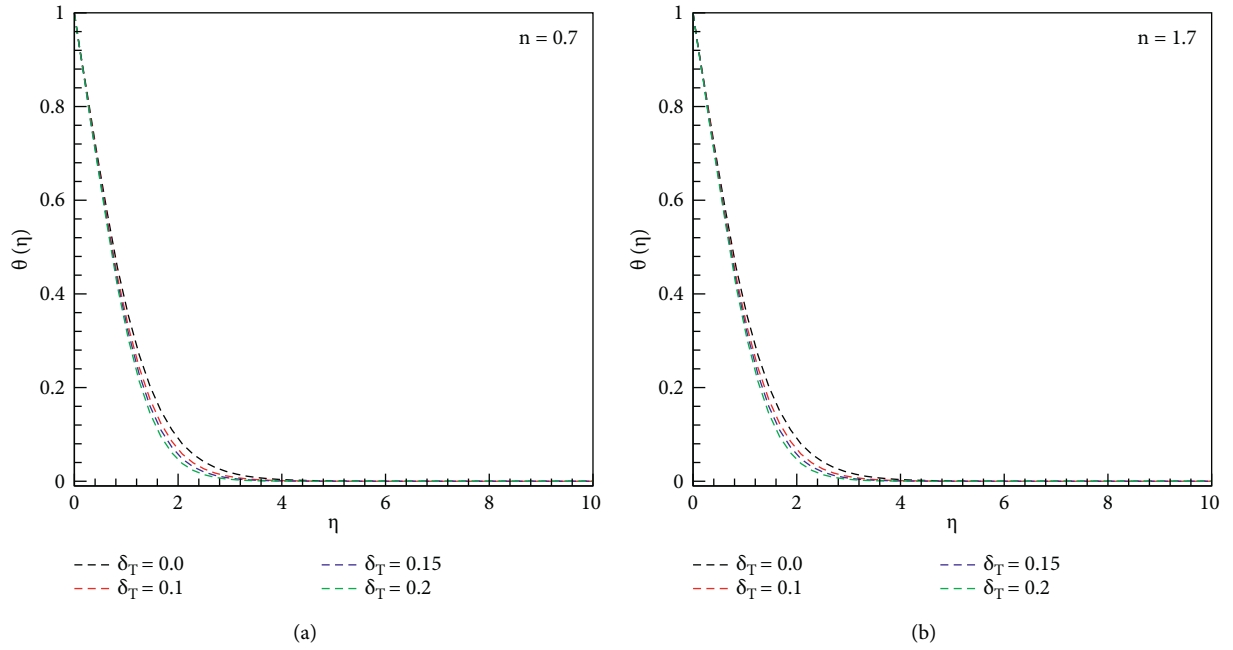 1
0.8
0.6
0.4
0.2
0
θ (η)
n = 0.7
0 2 4 6 8 10
η
δT = 0.0
δT = 0.1
δT = 0.15
δT = 0.2
(a)
1
0.8
0.6
0.4
0.2
0
θ (η)
n = 1.7
0 2 4 6 8 10
η
δT = 0.0
δT = 0.1
δT = 0.15
δT = 0.2
(b)